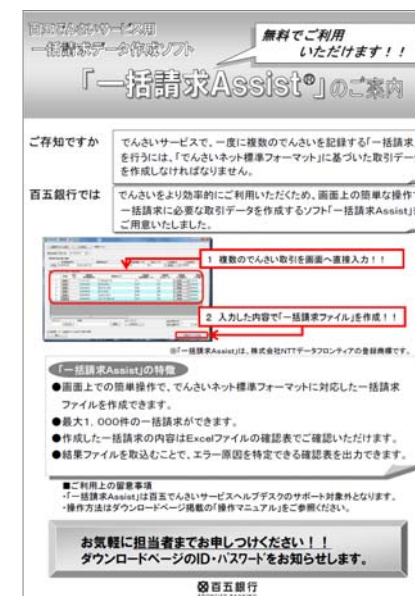 百五でんさいサービス用
一括請求データ作成ソフト
無料でご利用
いただけます！！
「一括請求Assist®」のご案内
ご存知ですか
でんさいサービスで、一度に複数のでんさいを記録する「一括請求
を行うには、「でんさいネット標準フォーマット」に基づいた取引デー
を作成しなければなりません。
百五銀行では
でんさいをより効率的にご利用いただくため、画面上の簡単な操作で
一括請求に必要な取引データを作成するソフト「一括請求Assist」
ご用意いたしました。
1 複数のでんさい取引を画面へ直接入力！！
2 入力した内容で「一括請求ファイル」を作成！！
※「一括請求Assist」は、株式会社NTTデータフロンティアの登録商標です。
「一括請求Assist」の特徴
●画面上での簡単操作で、でんさいネット標準フォーマットに対応した一括請求
ファイルを作成できます。
●最大1，000件の一括請求ができます。
●作成した一括請求の内容はExcelファイルの確認表でご確認いただけます。
●結果ファイルを取込むことで、エラー原因を特定できる確認表を出力できます。
■ご利用上の留意事項
・「一括請求Assist」は百五でんさいサービスヘルプデスクのサポート対象外となります。
・操作方法はダウンロードページ掲載の「操作マニュアル」をご参照ください。
お気軽に担当者までお申しつけください！！
ダウンロードページのID・パスワードをお知らせします。
百五銀行